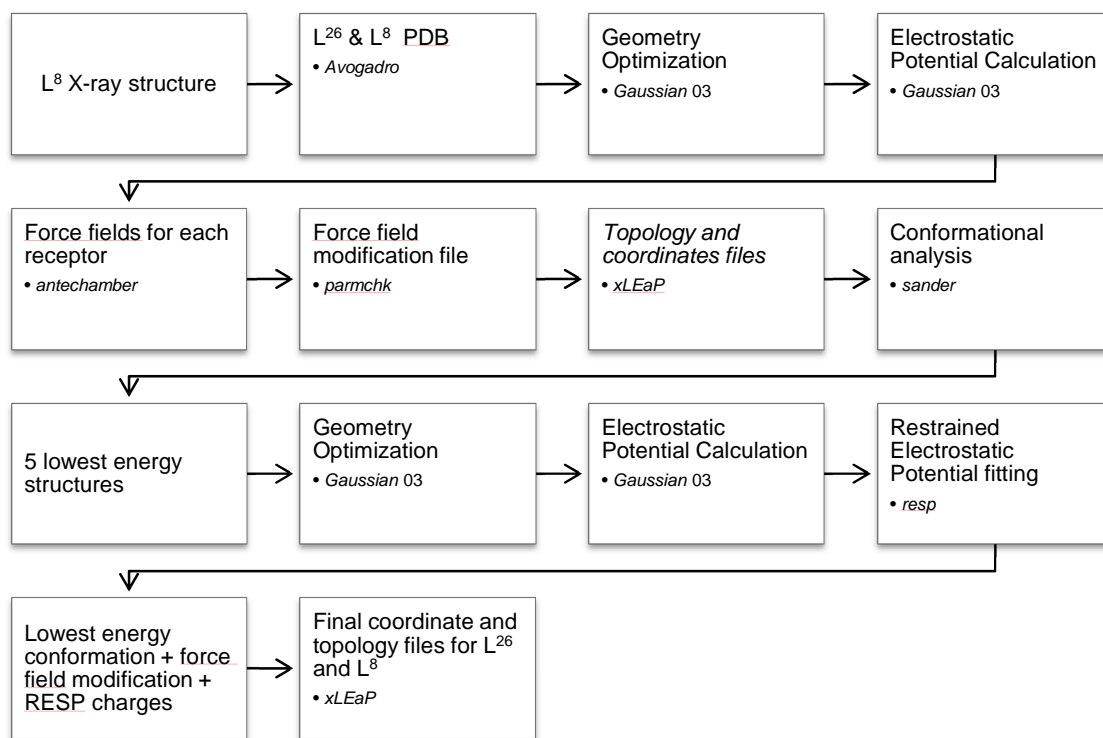 L⁸ X-ray structure
L²⁶ & L⁸ PDB
• Avogadro
Geometry
Optimization
• Gaussian 03
Electrostatic
Potential Calculation
• Gaussian 03
Force fields for each
receptor
• antechamber
Force field
modification file
• parmchk
Topology and
coordinates files
• xLEaP
Conformational
analysis
• sander
5 lowest energy
structures
Geometry
Optimization
• Gaussian 03
Electrostatic
Potential Calculation
• Gaussian 03
Restrained
Electrostatic
Potential fitting
• resp
Lowest energy
conformation + force
field modification +
RESP charges
Final coordinate and
topology files for L²⁶
and L⁸
• xLEaP